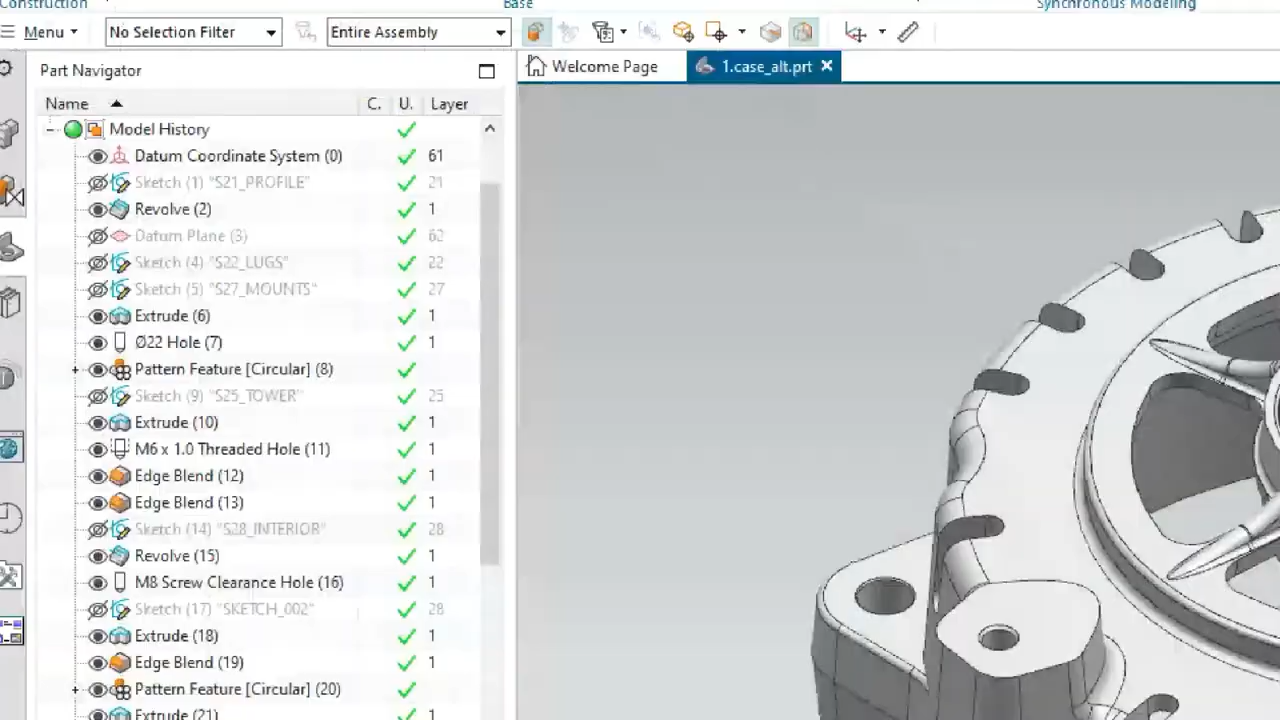 Construction
Base
Synchronous Modeling
Menu
No Selection Filter
Entire Assembly
Part Navigator
Welcome Page
1.case_alt.prt
Name
C.
U.
Layer
Model History
Datum Coordinate System (0) 61
Sketch (1) "S21_PROFILE" 21
Revolve (2) 1
Datum Plane (3) 62
Sketch (4) "S22_LUGS" 22
Sketch (5) "S27_MOUNTS" 27
Extrude (6) 1
Ø22 Hole (7) 1
Pattern Feature [Circular] (8)
Sketch (9) "S25_TOWER" 25
Extrude (10) 1
M6 x 1.0 Threaded Hole (11) 1
Edge Blend (12) 1
Edge Blend (13) 1
Sketch (14) "S28_INTERIOR" 28
Revolve (15) 1
M8 Screw Clearance Hole (16) 1
Sketch (17) "SKETCH_002" 28
Extrude (18) 1
Edge Blend (19) 1
Pattern Feature [Circular] (20)
Extrude (21) 1